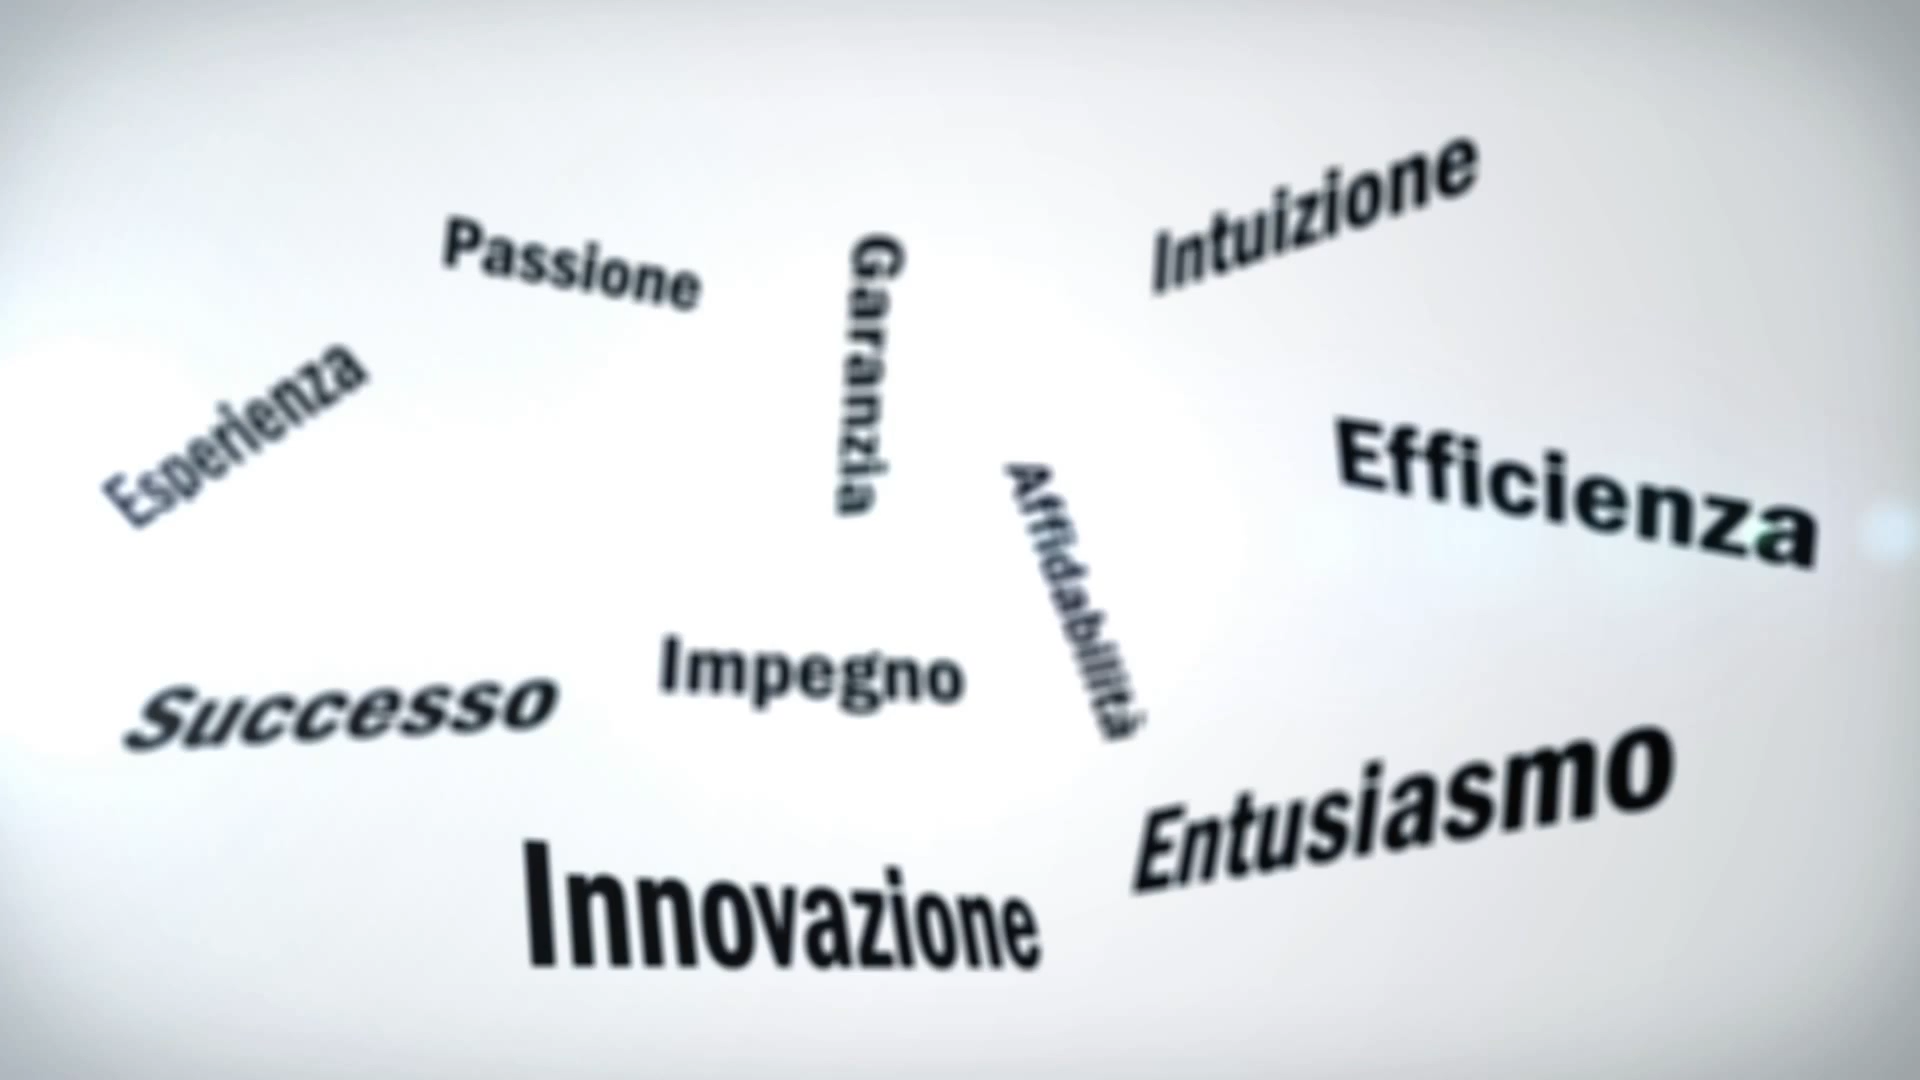 Intuizione
Passione
Garanzia
Esperienza
Efficienza
Affidabilità
Impegno
Successo
Entusiasmo
Innovazione